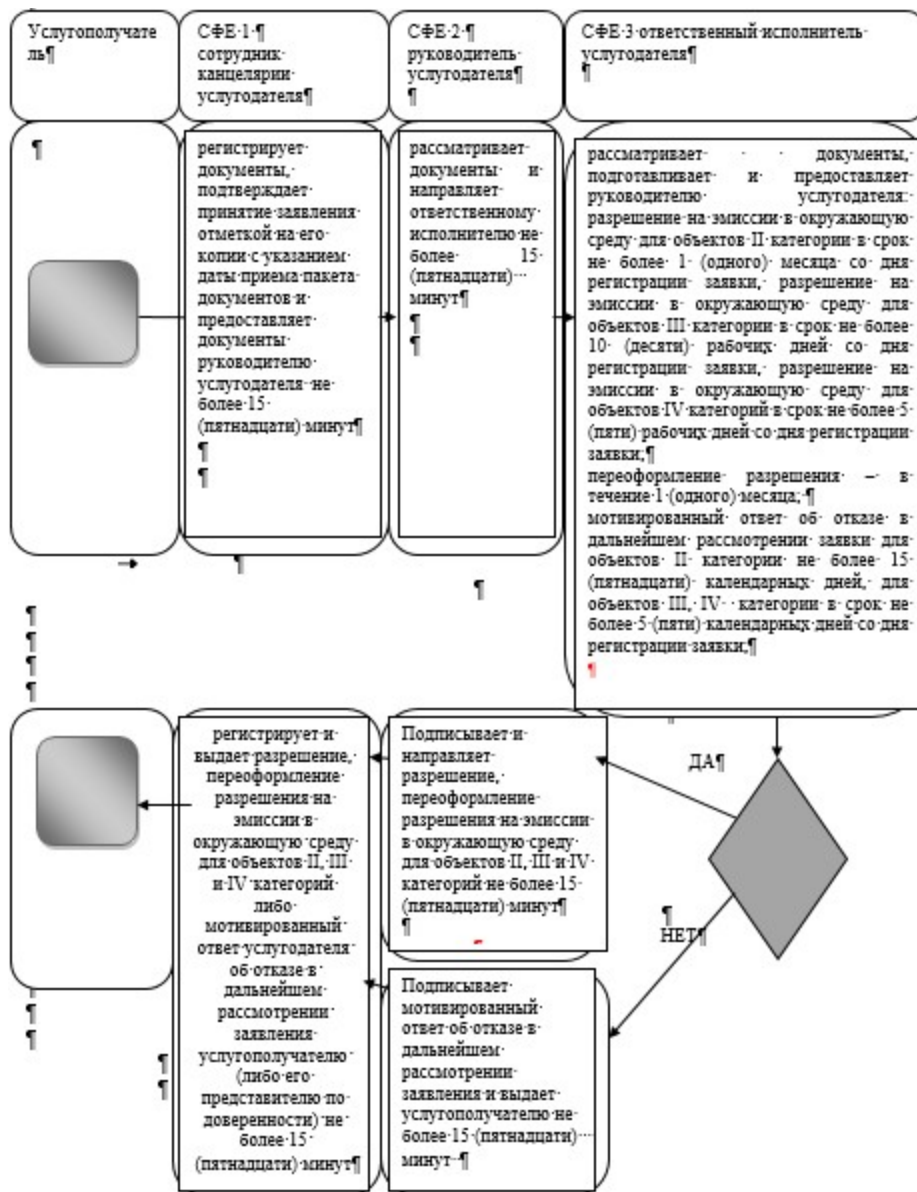 Услугополучате
ль¶
СФЕ·1·¶
сотрудник·
канцелярии·
услугодателя¶
СФЕ·2·¶
руководитель·
услугодателя¶
¶
СФЕ·3·ответственный·исполнитель·
услугодателя¶
¶
¶
регистрирует·
документы,·
подтверждает·
принятие·заявления·
отметкой·на·его·
копии·с·указанием·
даты·приема·пакета·
документов·и·
предоставляет·
документы·
руководителю·
услугодателя·не·
более·15·
(пятнадцати)·минут¶
¶
¶
рассматривает·
документы· и·
направляет·
ответственному·
исполнителю·не·
более· 15·
(пятнадцати)···
минут¶
¶
¶
рассматривает· · · документы,·
подготавливает· и· предоставляет·
руководителю· услугодателя:·
разрешение·на·эмиссии·в·окружающую·
среду·для·объектов·II·категории·в·срок·
не· более· 1· (одного)· месяца· со· дня·
регистрации· заявки,· разрешение· на·
эмиссии· в· окружающую· среду· для·
объектов·III·категории·в·срок·не·более·
10· (десяти)· рабочих· дней· со· дня·
регистрации· заявки,· разрешение· на·
эмиссии· в· окружающую· среду· для·
объектов·IV·категорий·в·срок·не·более·5·
(пяти)·рабочих·дней·со·дня·регистрации·
заявки;¶
переоформление· разрешения· –· в·
течение·1·(одного)·месяца;·¶
мотивированный· ответ· об· отказе· в·
дальнейшем· рассмотрении· заявки· для·
объектов· II· категории· не· более· 15·
(пятнадцати)· календарных· дней,· для·
объектов· III,· IV· · категории· в· срок· не·
более·5·(пяти)·календарных·дней·со·дня·
регистрации·заявки;¶
¶
¶
¶
¶
¶
¶
¶
регистрирует·и·
выдает·разрешение,·
переоформление·
разрешения·на·
эмиссии·в·
окружающую·среду·
для·объектов·II,·III·
и·IV·категорий·
либо·
мотивированный·
ответ·услугодателя·
об·отказе·в·
дальнейшем·
рассмотрении·
заявления·
услугополучателю·
(либо·его·
представителю·по·
доверенности)·не·
более·15·
(пятнадцати)·минут¶
Подписывает·и·
направляет·
разрешение,·
переоформление·
разрешения·на·эмиссии·
в·окружающую·среду·
для·объектов·II,·III·и·IV·
категорий·не·более·15·
(пятнадцати)·минут¶
¶
ДА¶
¶
НЕТ¶
Подписывает·
мотивированный·
ответ·об·отказе·в·
дальнейшем·
рассмотрении·
заявления·и·выдает·
услугополучателю·не·
более·15·(пятнадцати)···
минут··¶
¶
¶
¶
¶
¶